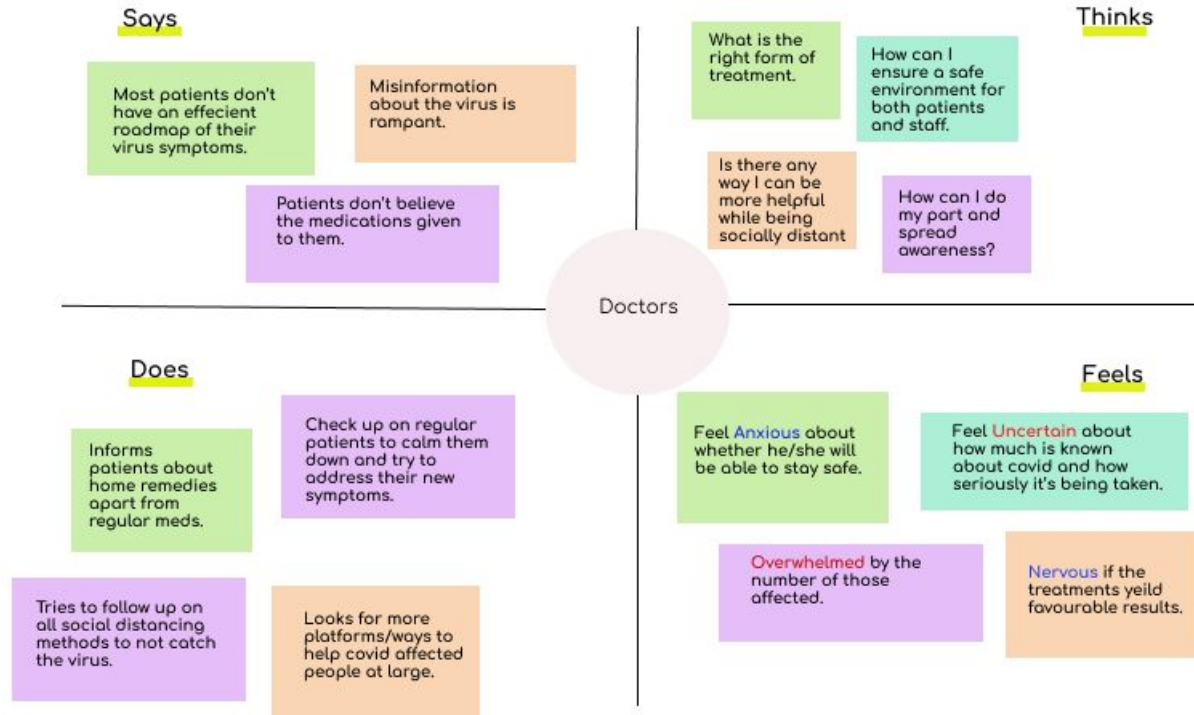 Says
Most patients don't
have an effecient
roadmap of their
virus symptoms.
Misinformation
about the virus is
rampant.
Patients don't believe
the medications given
to them.
Thinks
What is the
right form of
treatment.
How can I
ensure a safe
environment for
both patients
and staff.
Is there any
way I can be
more helpful
while being
socially distant
How can I do
my part and
spread
awareness?
Doctors
Does
Informs
patients about
home remedies
apart from
regular meds.
Check up on regular
patients to calm them
down and try to
address their new
symptoms.
Tries to follow up on
all social distancing
methods to not catch
the virus.
Looks for more
platforms/ways to
help covid affected
people at large.
Feels
Feel Anxious about
whether he/she will
be able to stay safe.
Feel Uncertain about
how much is known
about covid and how
seriously it's being taken.
Overwhelmed by the
number of those
affected.
Nervous if the
treatments yeild
favourable results.